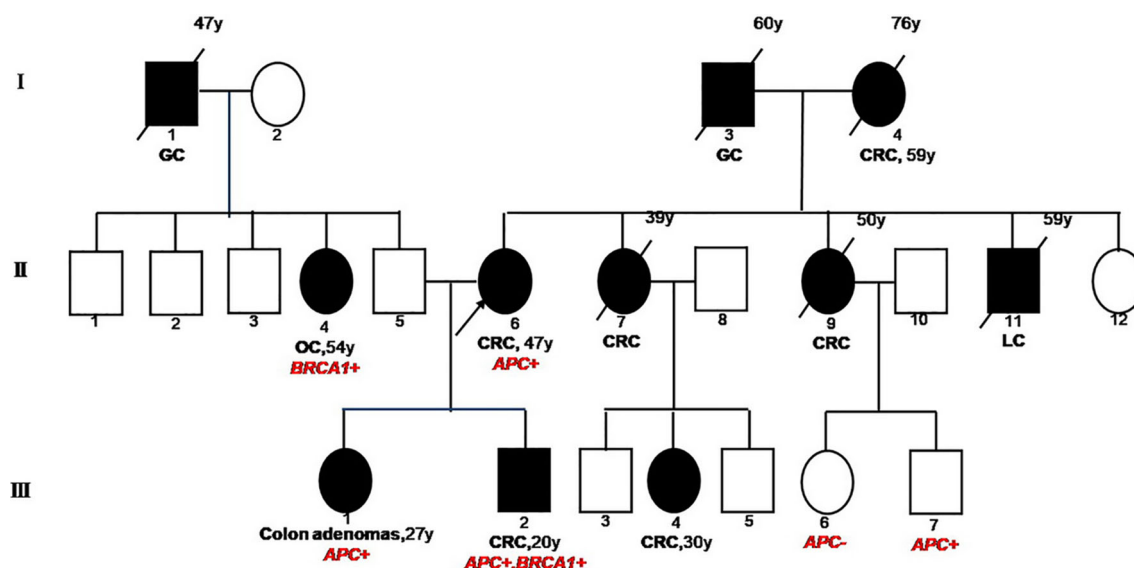 47y 60y 76y
I
1 2 3 4
GC GC CRC, 59y
39y 50y 59y
II
1 2 3 4 5 6 7 8 9 10 11 12
OC,54y CRC, 47y CRC CRC LC
BRCA1+ APC+
III
1 2 3 4 5 6 7
Colon adenomas,27y CRC,20y CRC,30y APC- APC+
APC+ APC+,BRCA1+